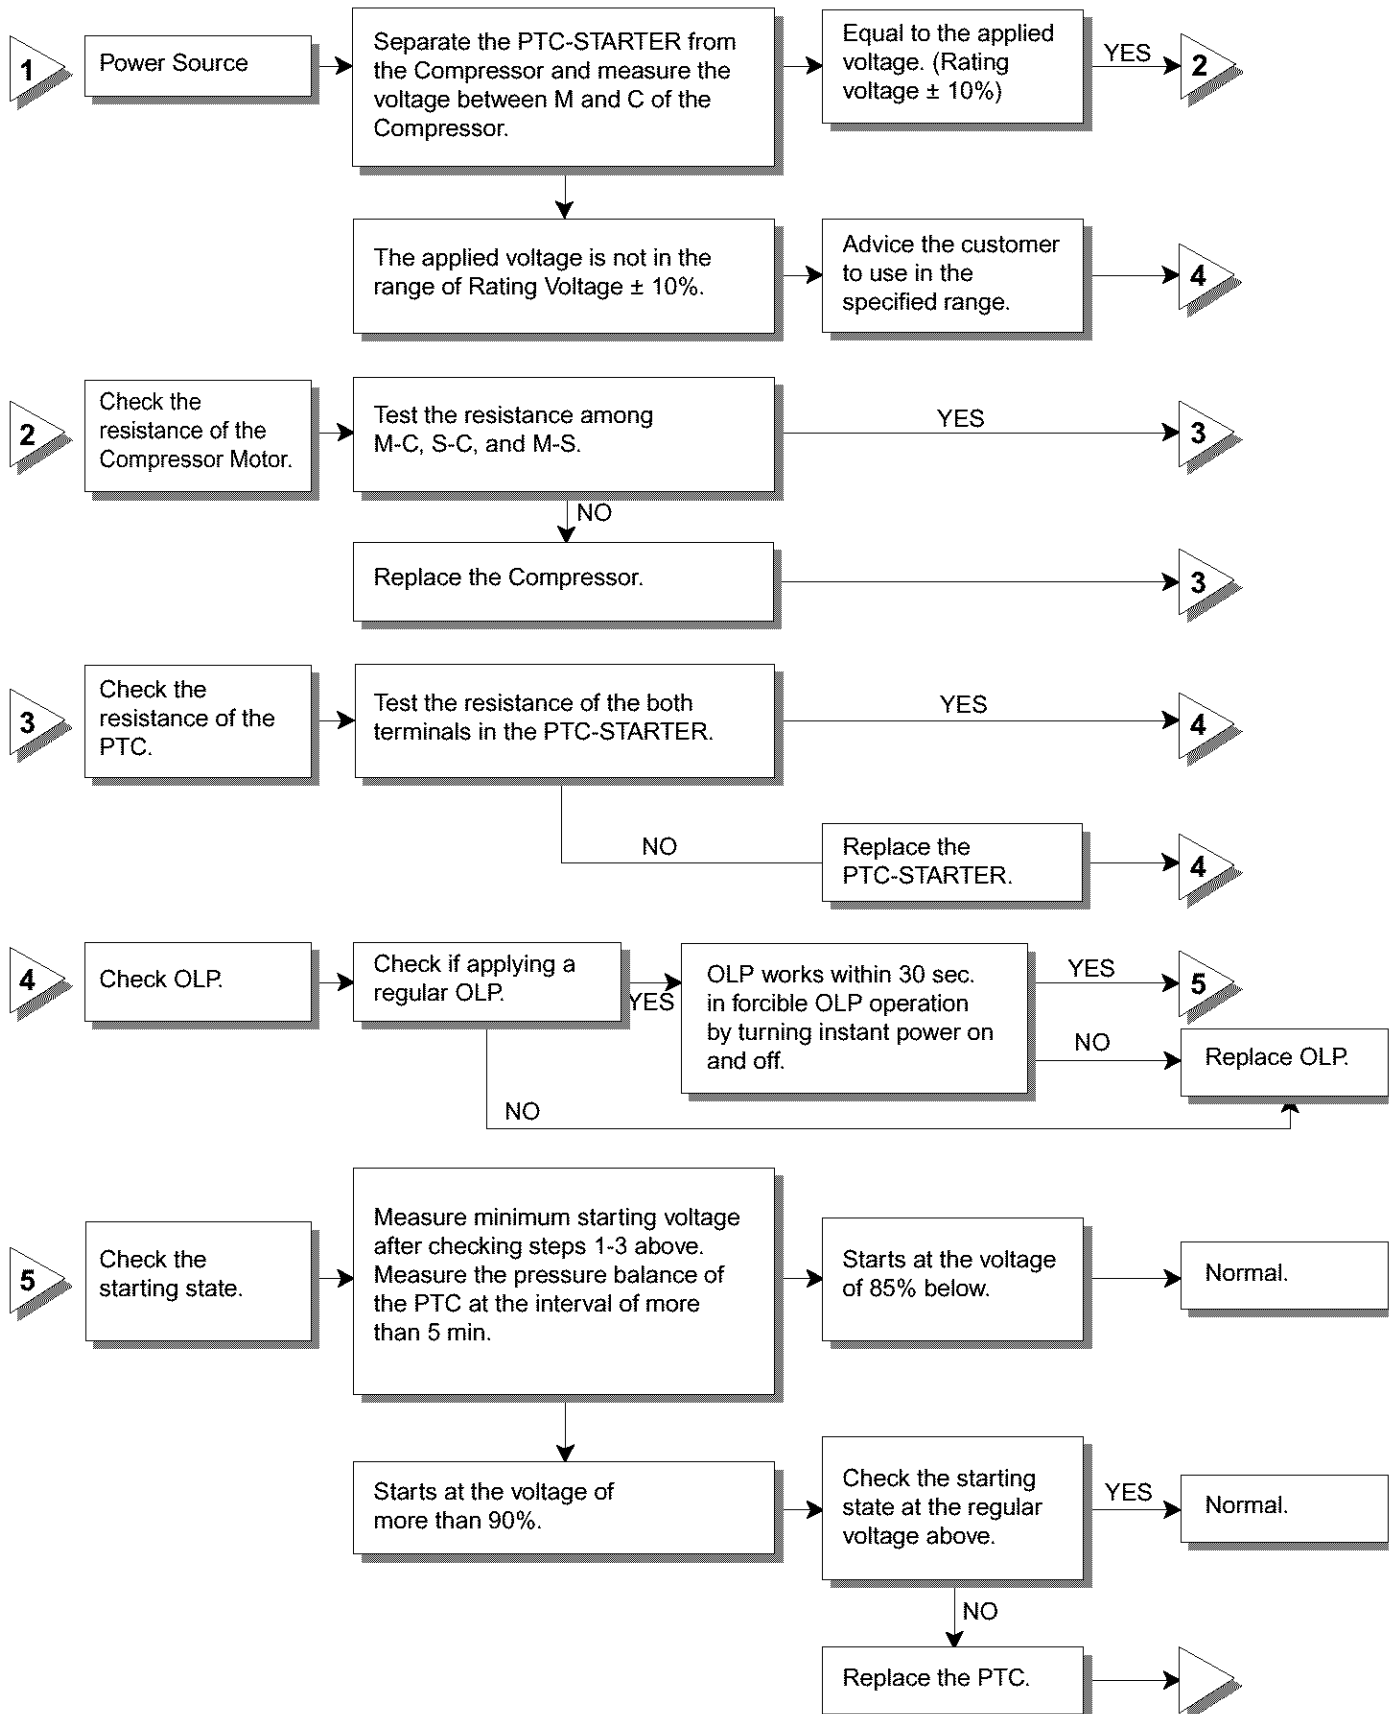 1
Power Source
Separate the PTC-STARTER from
the Compressor and measure the
voltage between M and C of the
Compressor.
Equal to the applied
voltage. (Rating
voltage ± 10%)
YES
2
The applied voltage is not in the
range of Rating Voltage ± 10%.
Advice the customer
to use in the
specified range.
4
2
Check the
resistance of the
Compressor Motor.
Test the resistance among
M-C, S-C, and M-S.
YES
3
NO
Replace the Compressor.
3
3
Check the
resistance of the
PTC.
Test the resistance of the both
terminals in the PTC-STARTER.
YES
4
NO
Replace the
PTC-STARTER.
4
4
Check OLP.
Check if applying a
regular OLP.
YES
OLP works within 30 sec.
in forcible OLP operation
by turning instant power on
and off.
YES
5
NO
Replace OLP.
NO
5
Check the
starting state.
Measure minimum starting voltage
after checking steps 1-3 above.
Measure the pressure balance of
the PTC at the interval of more
than 5 min.
Starts at the voltage
of 85% below.
Normal.
Starts at the voltage of
more than 90%.
Check the starting
state at the regular
voltage above.
YES
Normal.
NO
Replace the PTC.